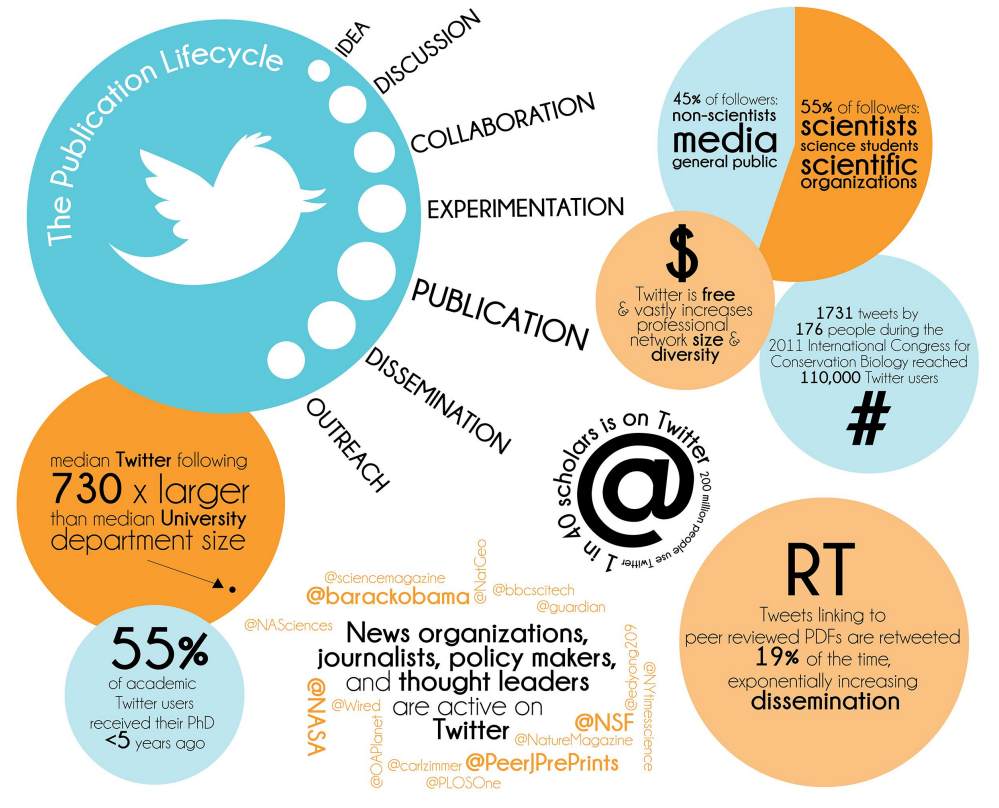 The Publication Lifecycle
IDEA
DISCUSSION
COLLABORATION
EXPERIMENTATION
PUBLICATION
DISSEMINATION
OUTREACH
45% of followers:
non-scientists
media
general public
55% of followers:
scientists
science students
scientific
organizations
$
Twitter is free
& vastly increases
professional
network size &
diversity
1731 tweets by
176 people during the
2011 International Congress for
Conservation Biology reached
110,000 Twitter users
#
median Twitter following
730 x larger
than median University
department size
1 in 40 scholars is on Twitter
200 million people use Twitter
@
55%
of academic
Twitter users
received their PhD
<5 years ago
@sciencemagazine
@barackobama
@NatGeo
@bbcscitech
@guardian
@NASciences
News organizations,
journalists, policy makers,
and thought leaders
are active on
Twitter
@NASA
@Wired
@OAPlanet
@carlzimmer
@PeerJPrePrints
@PLOSOne
@NatureMagazine
@NSF
@edyong209
@NYtimesscience
RT
Tweets linking to
peer reviewed PDFs are retweeted
19% of the time,
exponentially increasing
dissemination